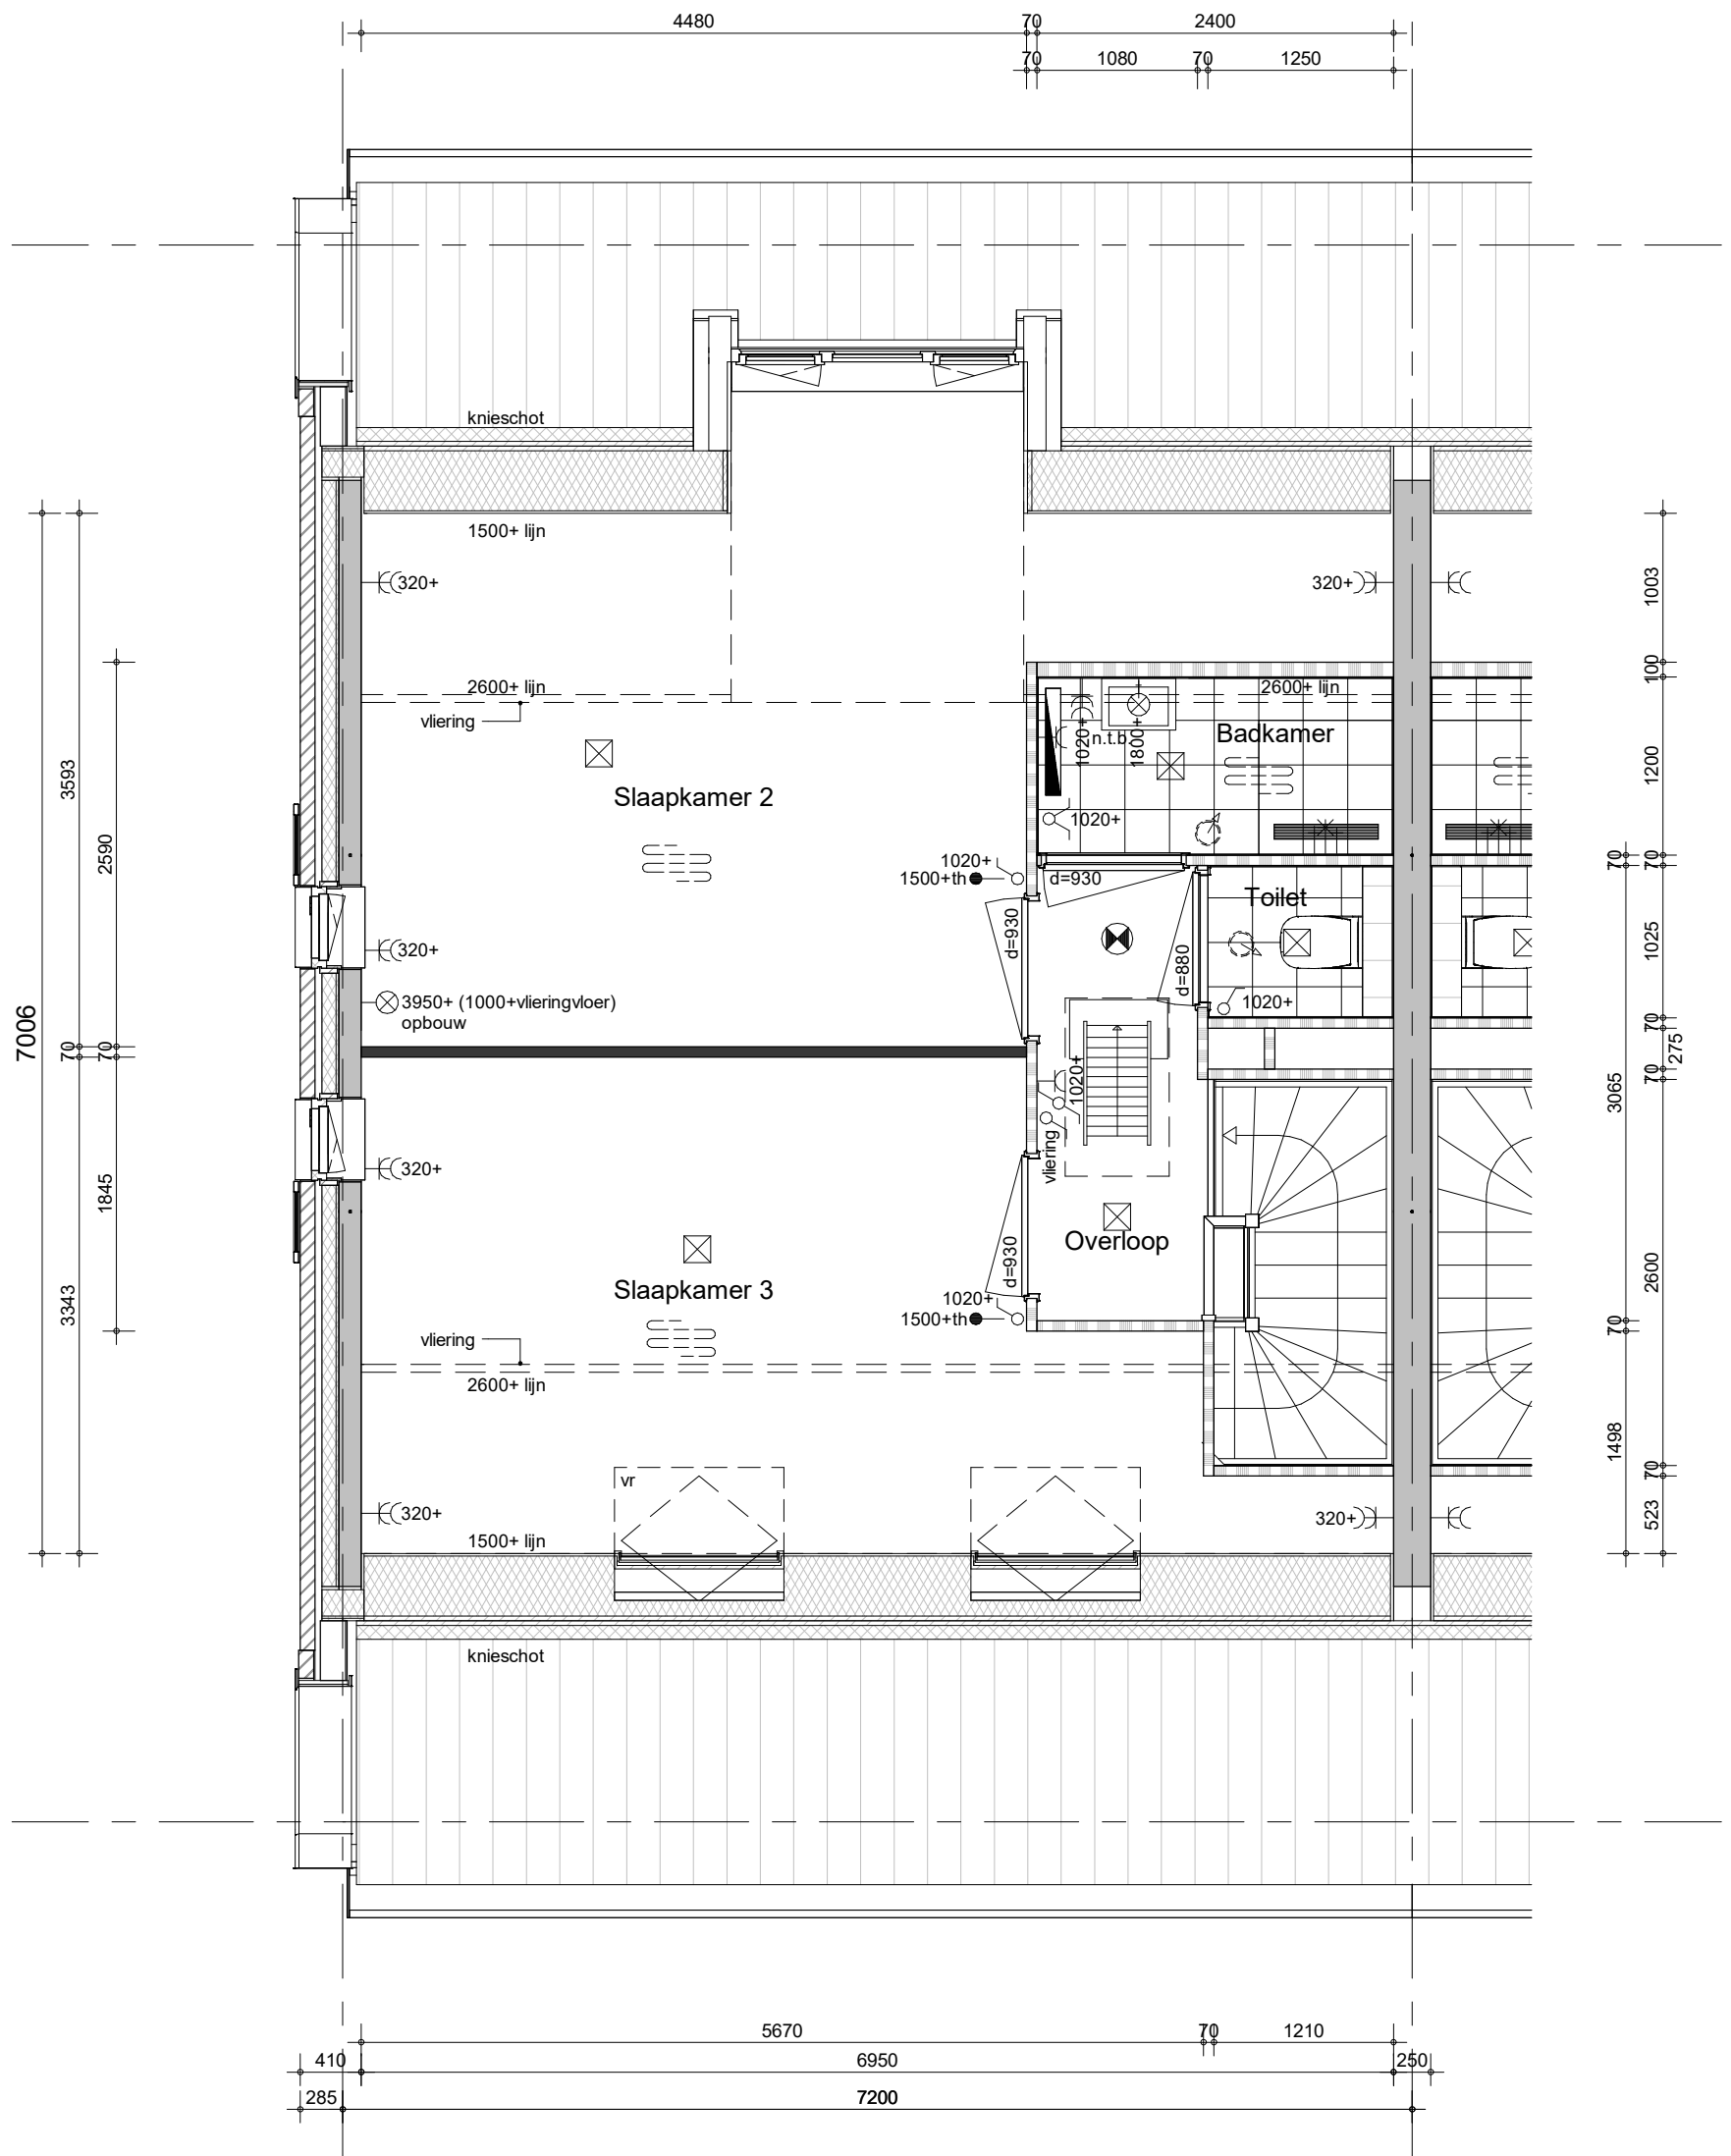 4480
70
2400
70
1080
70
1250
knieschot
1500+ lijn
320+
320+
1003
100
2600+ lijn
2600+ lijn
vliering
1020+
n.t.b.
1800+
Badkamer
1200
3593
Slaapkamer 2
1020+
2590
1020+
1500+th
d=930
70
70
Toilet
d=930
d=880
320+
1025
1020+
3950+ (1000+vlieringvloer)
opbouw
7006
70
70
70
275
70
1020+
vliering
3065
320+
1845
Overloop
d=930
Slaapkamer 3
1020+
1500+th
3343
2600
70
vliering
2600+ lijn
1498
vr
70
320+
320+
523
1500+ lijn
knieschot
5670
70
1210
410
6950
250
285
7200